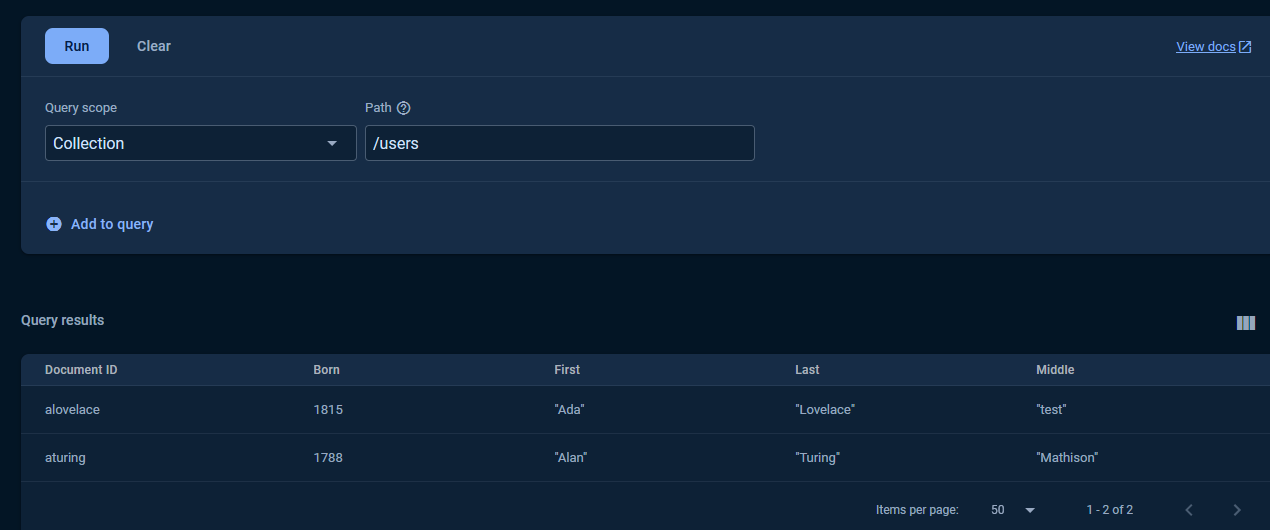 Run Clear View docs
Query scope Path
Collection /users
Add to query
Query results
Document ID Born First Last Middle
alovelace 1815 "Ada" "Lovelace" "test"
aturing 1788 "Alan" "Turing" "Mathison"
Items per page: 50 1 - 2 of 2